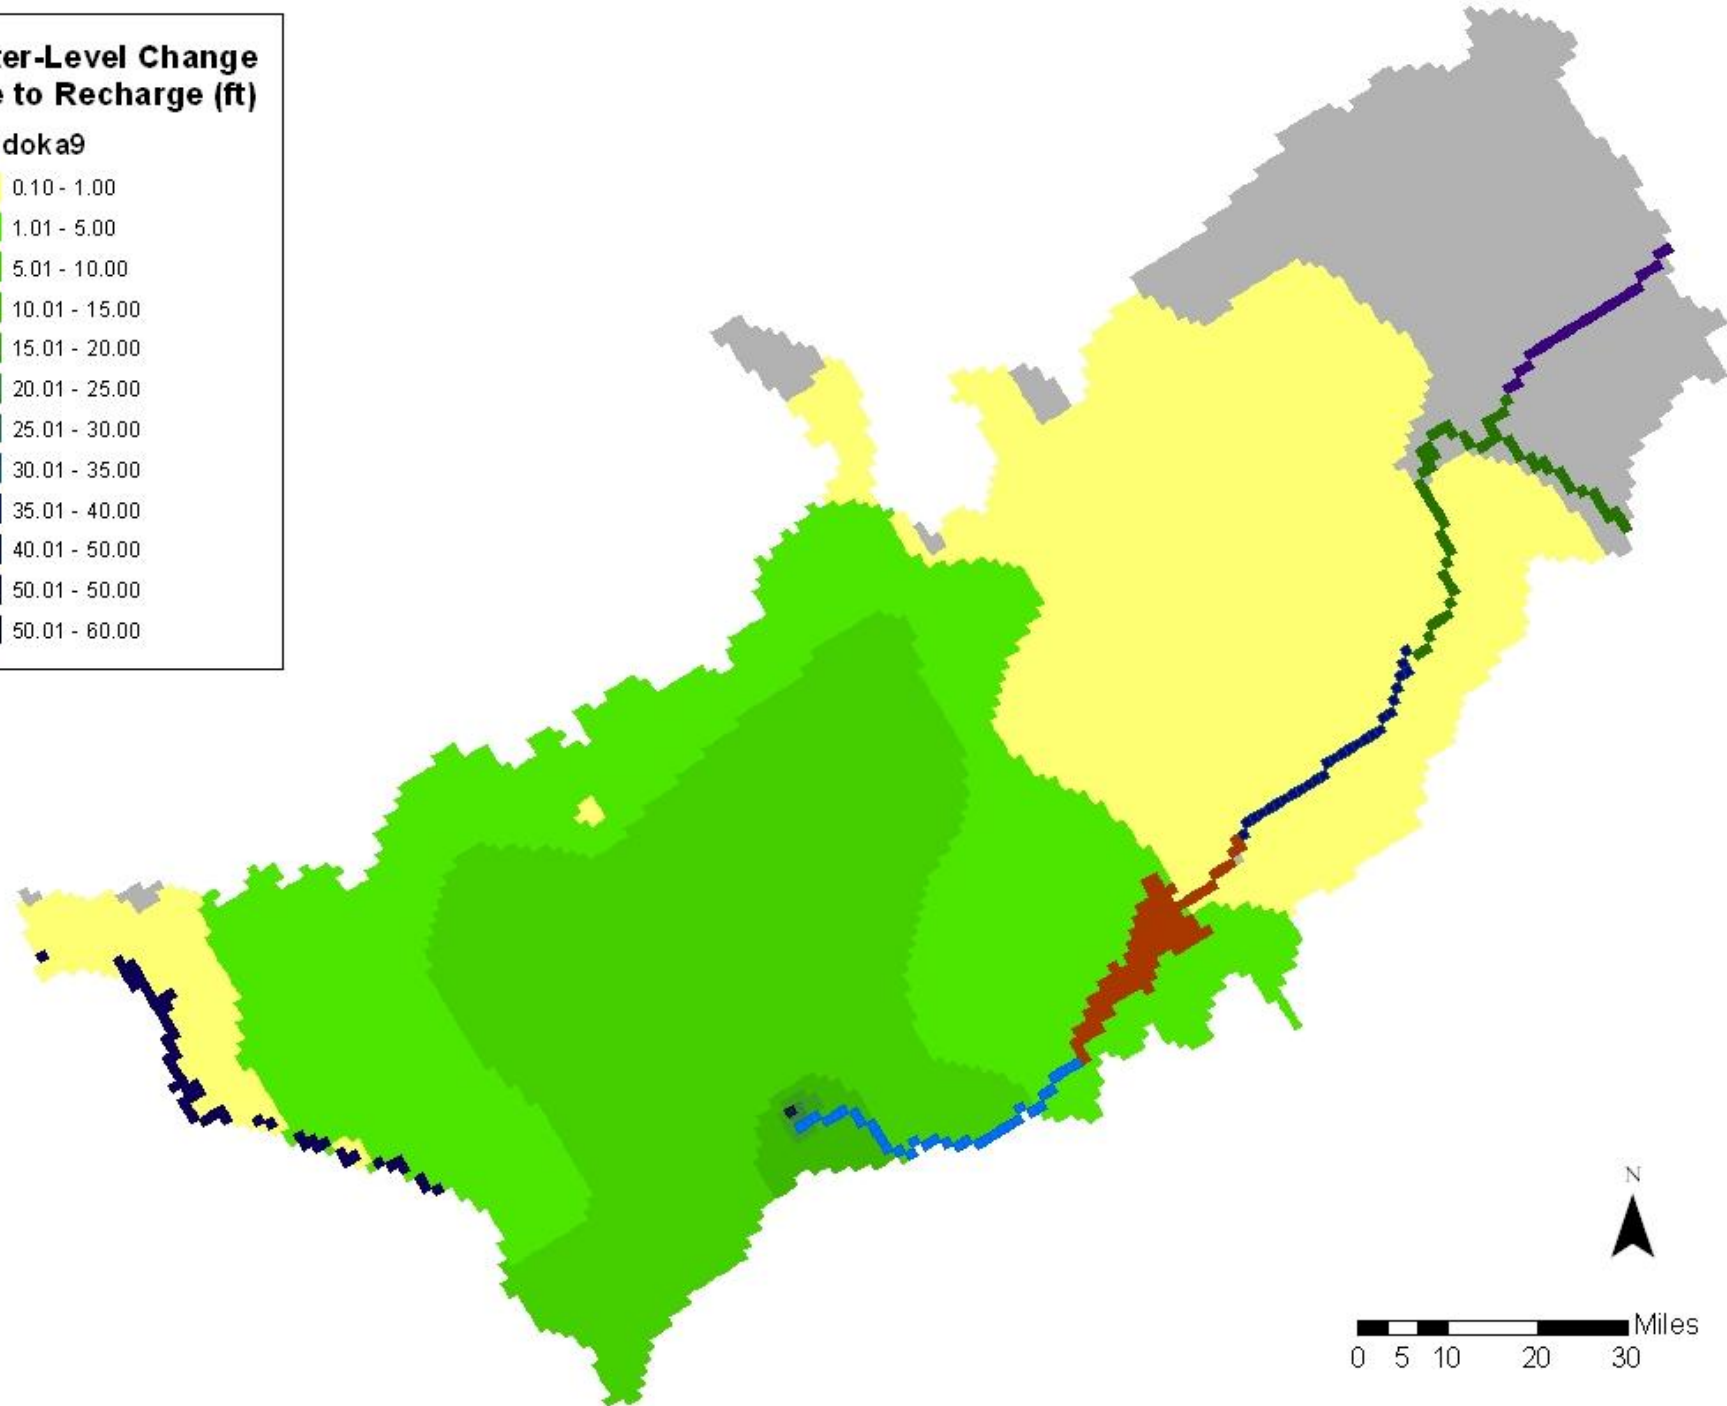 ter-Level Change
e to Recharge (ft)
doka9
0.10 - 1.00
1.01 - 5.00
5.01 - 10.00
10.01 - 15.00
15.01 - 20.00
20.01 - 25.00
25.01 - 30.00
30.01 - 35.00
35.01 - 40.00
40.01 - 50.00
50.01 - 50.00
50.01 - 60.00
N
Miles
0 5 10 20 30